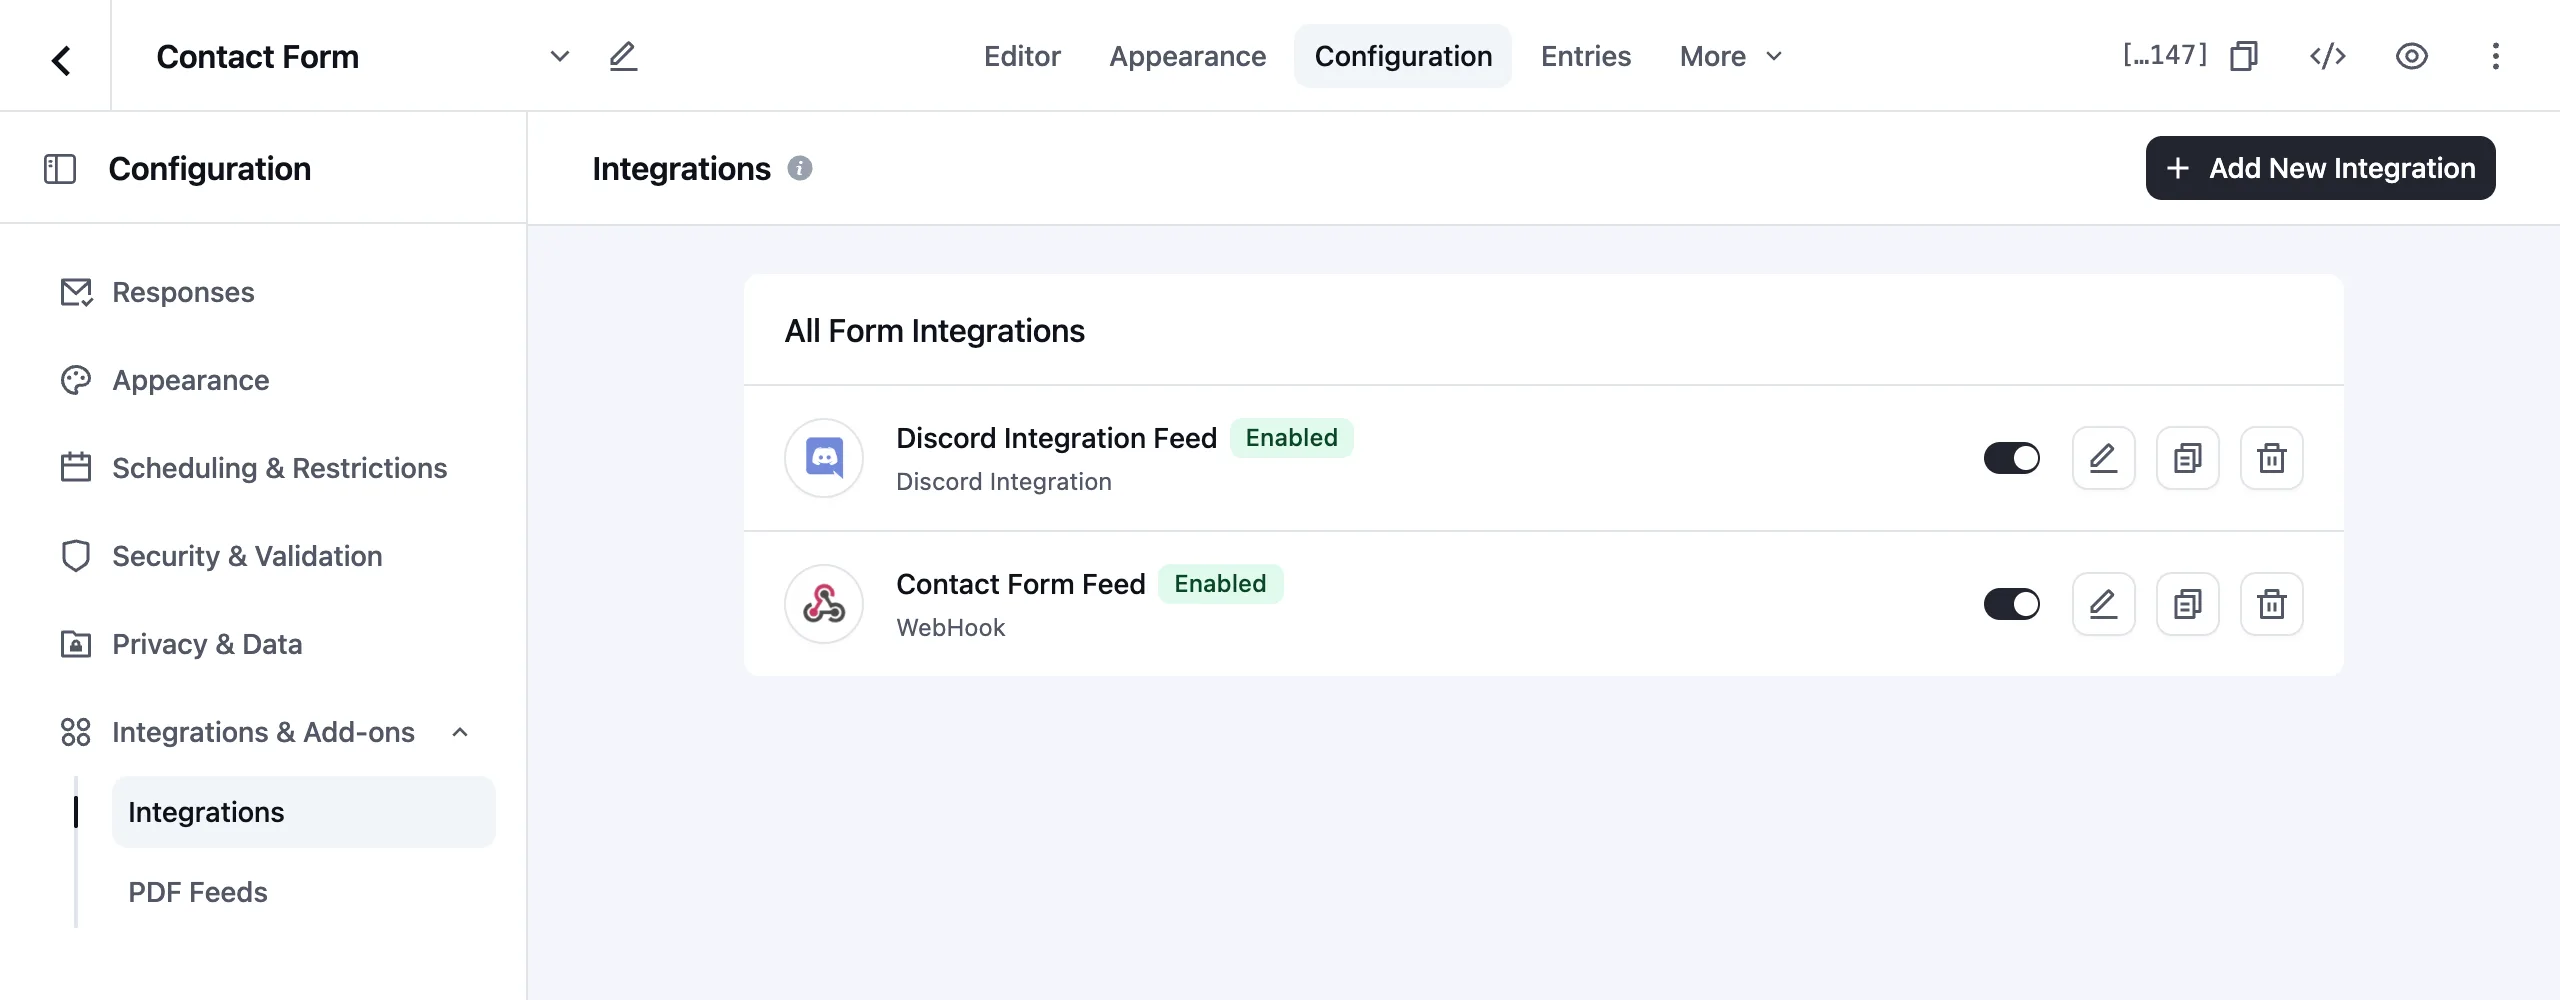 Contact Form
Editor
Appearance
Configuration
Entries
More
[…147]
Configuration
Integrations
Add New Integration
Responses
Appearance
Scheduling & Restrictions
Security & Validation
Privacy & Data
Integrations & Add-ons
Integrations
PDF Feeds
All Form Integrations
Discord Integration Feed Enabled
Discord Integration
Contact Form Feed Enabled
WebHook